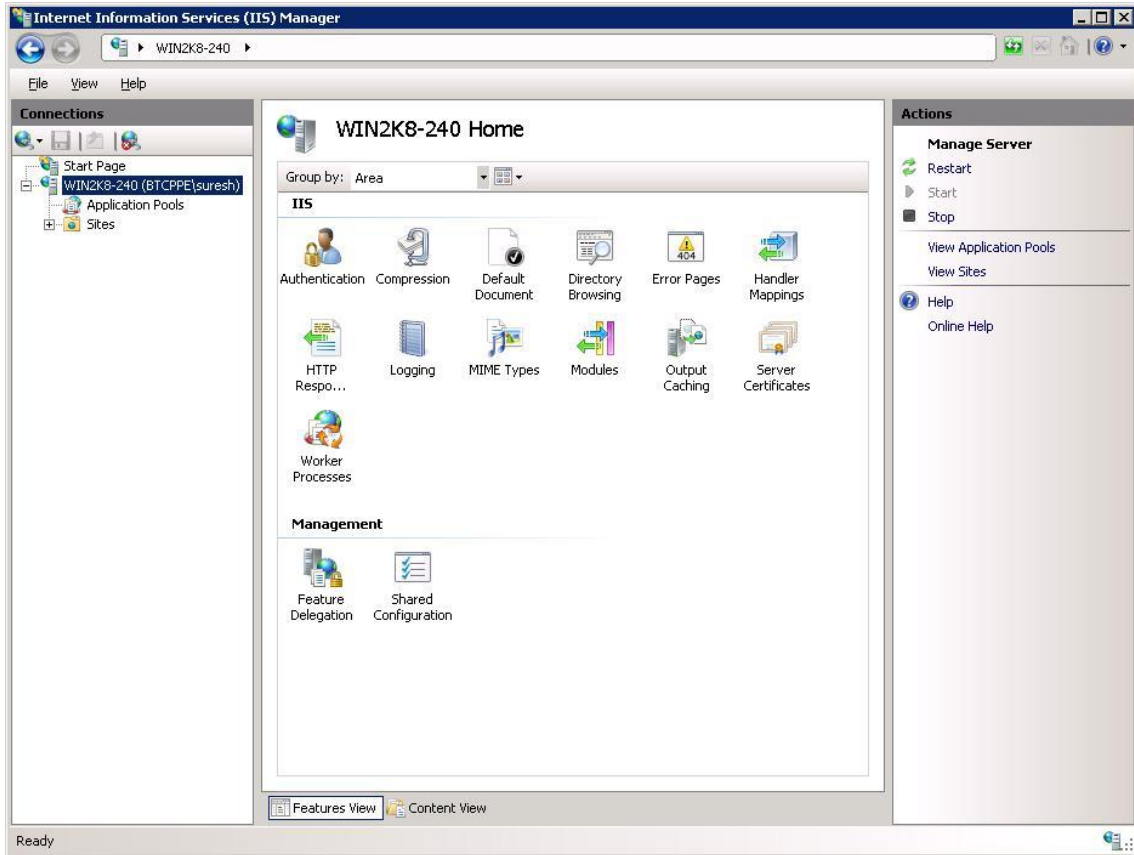 Internet Information Services (IIS) Manager
WIN2K8-240
File View Help
Connections
Start Page
WIN2K8-240 (BTCPPE\suresh)
Application Pools
Sites
WIN2K8-240 Home
Group by: Area
IIS
Authentication Compression Default Document Directory Browsing Error Pages Handler Mappings
404
HTTP Respo... Logging MIME Types Modules Output Caching Server Certificates
Worker Processes
Management
Feature Delegation Shared Configuration
Features View Content View
Actions
Manage Server
Restart
Start
Stop
View Application Pools
View Sites
Help
Online Help
Ready